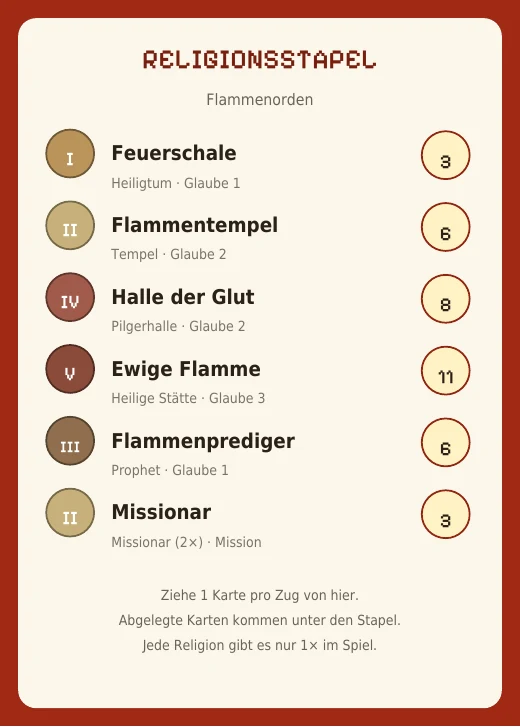 RELIGIONSSTAPEL
Flammenorden
I Feuerschale 3
Heiligtum · Glaube 1
II Flammentempel 6
Tempel · Glaube 2
IV Halle der Glut 8
Pilgerhalle · Glaube 2
V Ewige Flamme 11
Heilige Stätte · Glaube 3
III Flammenprediger 6
Prophet · Glaube 1
II Missionar 3
Missionar (2×) · Mission
Ziehe 1 Karte pro Zug von hier.
Abgelegte Karten kommen unter den Stapel.
Jede Religion gibt es nur 1× im Spiel.